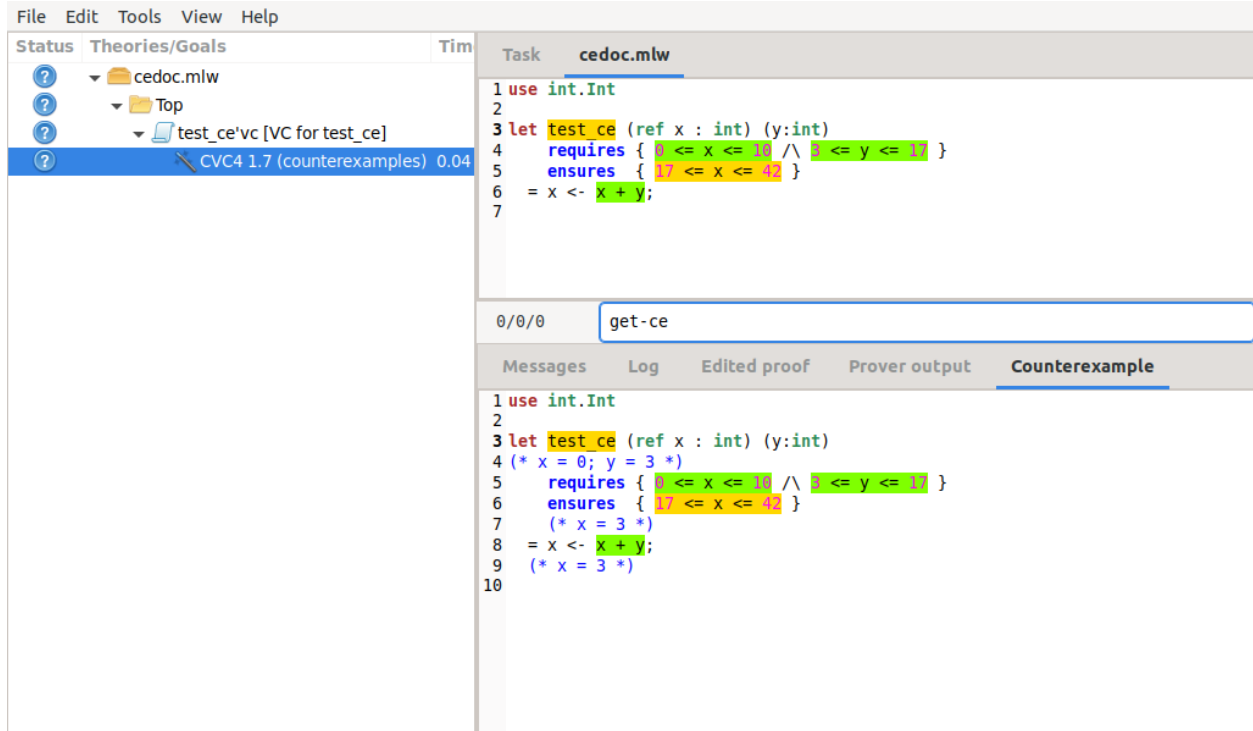 File Edit Tools View Help
Status Theories/Goals Tim
cedoc.mlw
Top
test_ce'vc [VC for test_ce]
CVC4 1.7 (counterexamples) 0.04
Task cedoc.mlw
1 use int.Int
2
3 let test_ce (ref x : int) (y:int)
4 requires { 0 <= x <= 10 /\ 3 <= y <= 17 }
5 ensures { 17 <= x <= 42 }
6 = x <- x + y;
7
0/0/0 get-ce
Messages Log Edited proof Prover output Counterexample
1 use int.Int
2
3 let test_ce (ref x : int) (y:int)
4 (* x = 0; y = 3 *)
5 requires { 0 <= x <= 10 /\ 3 <= y <= 17 }
6 ensures { 17 <= x <= 42 }
7 (* x = 3 *)
8 = x <- x + y;
9 (* x = 3 *)
10